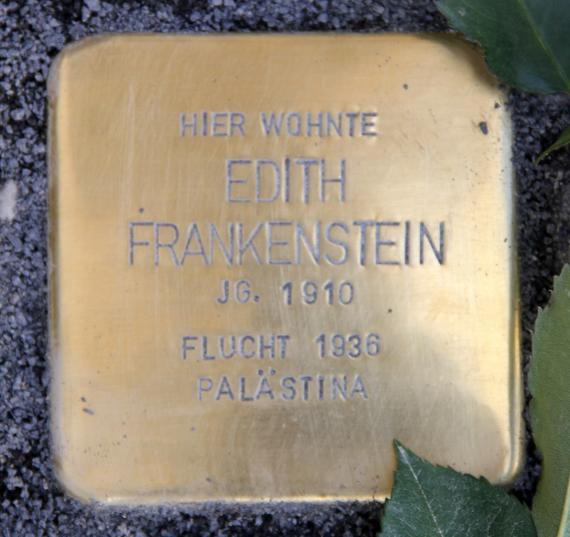 HIER WOHNTE
EDITH
FRANKENSTEIN
JG. 1910
FLUCHT 1936
PALÄSTINA